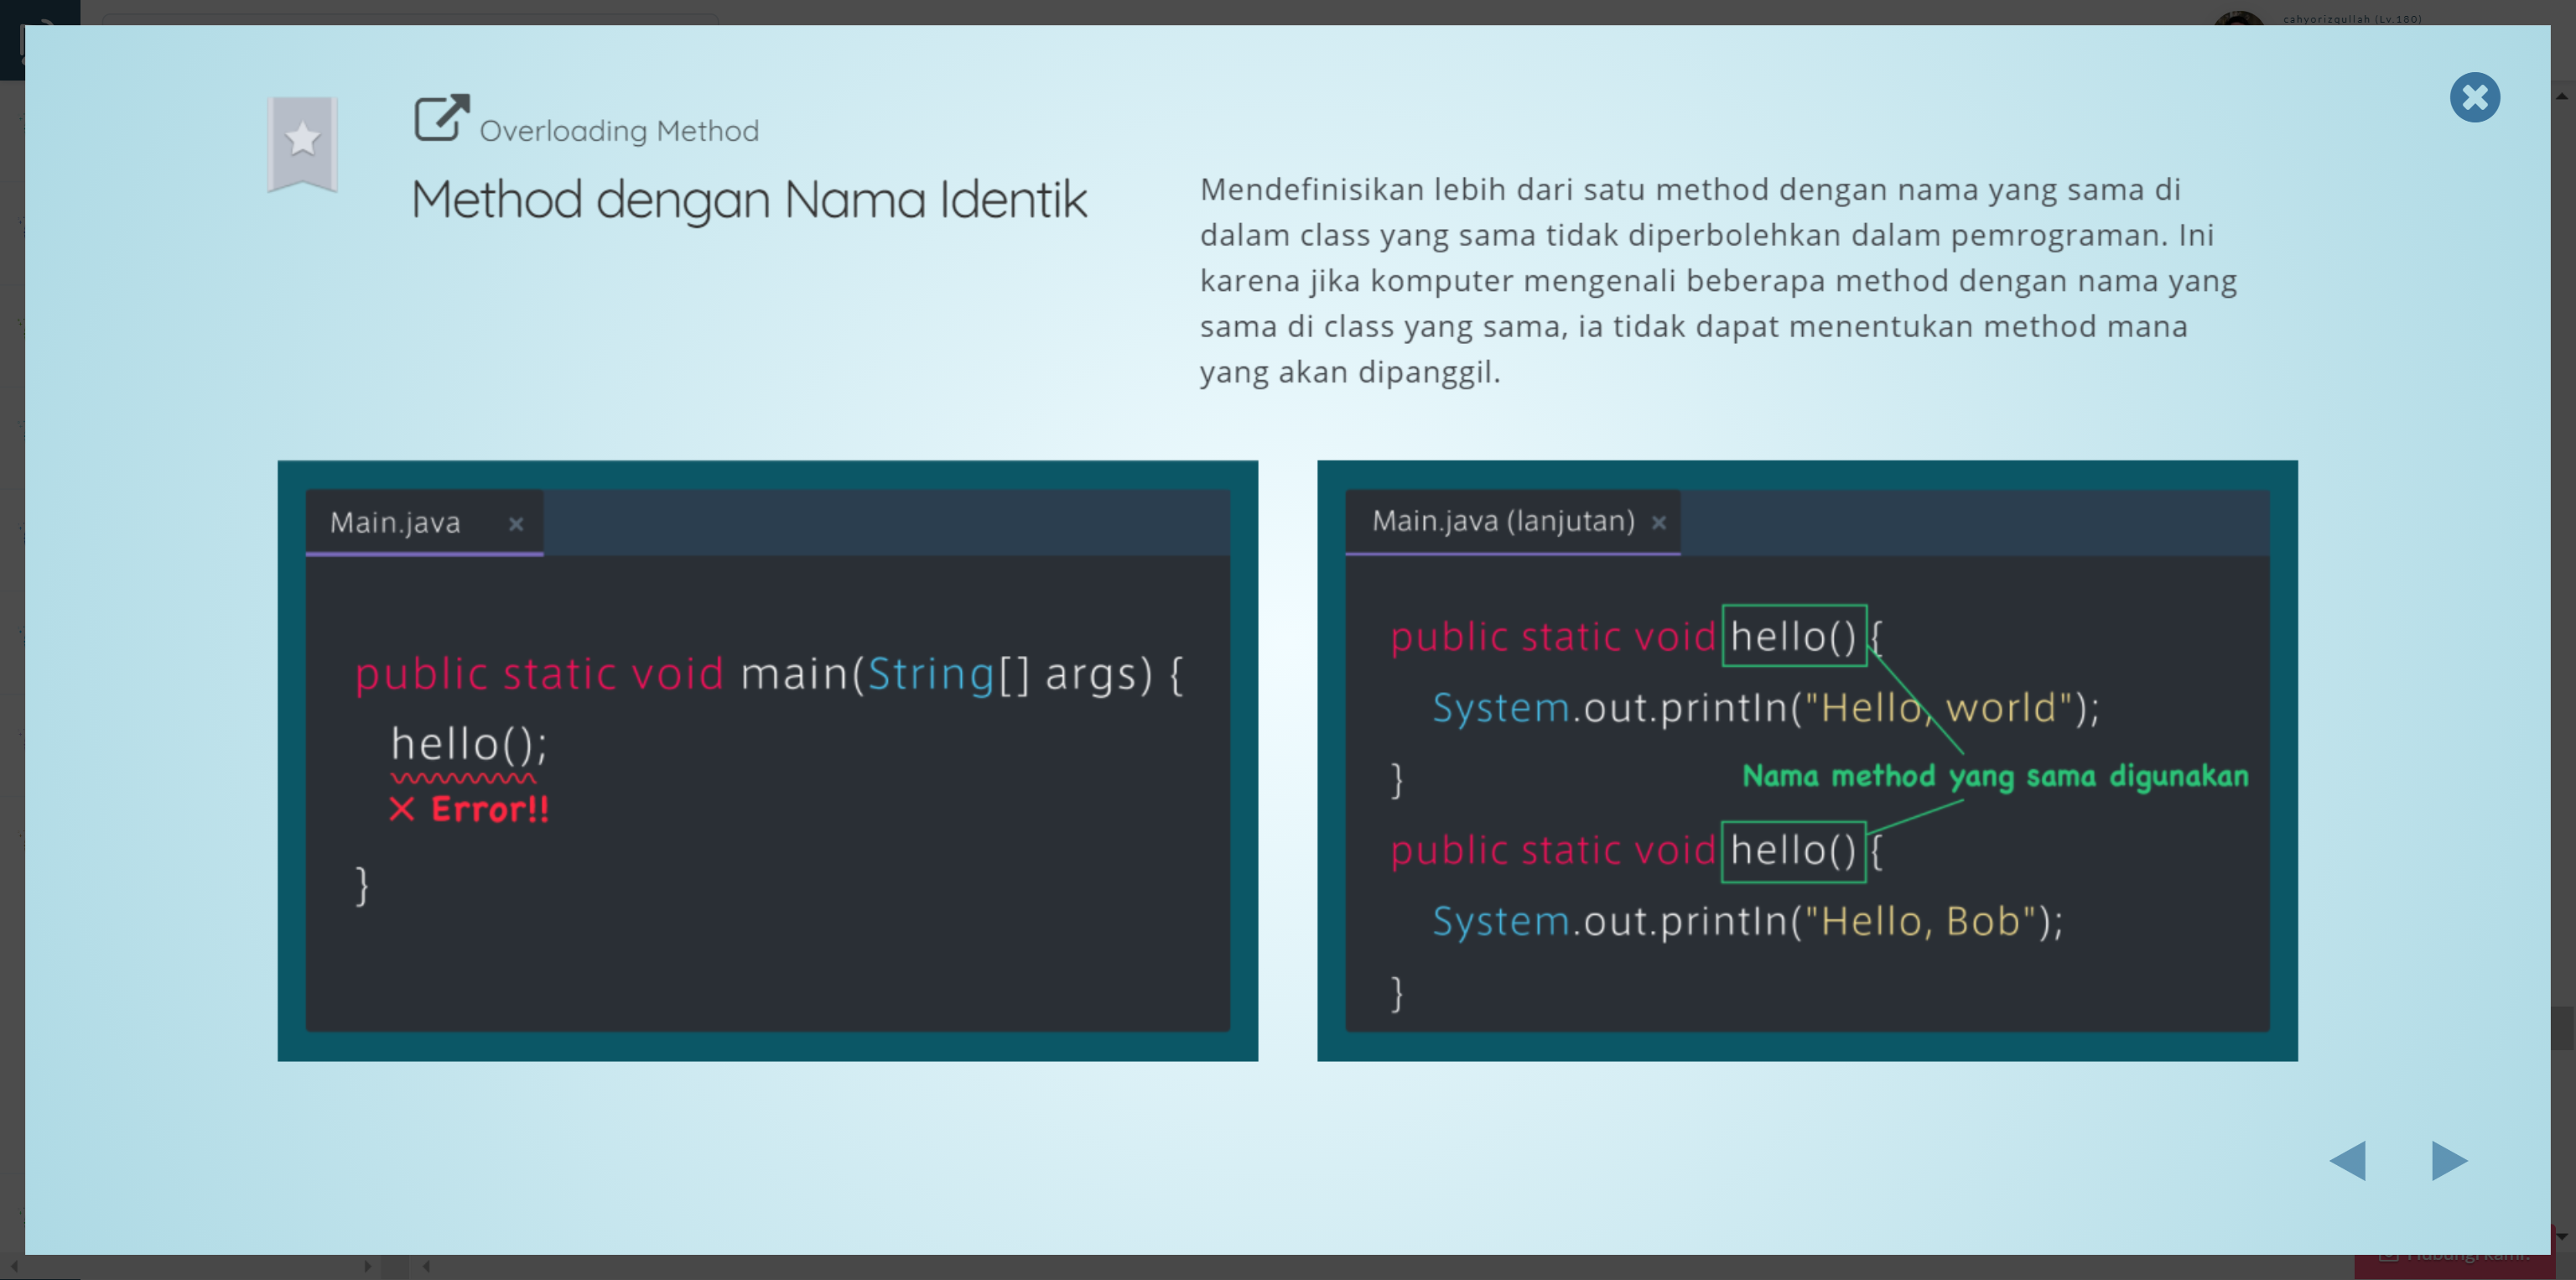 cahyorizqullah (Lv.180)
Overloading Method
Method dengan Nama Identik
Mendefinisikan lebih dari satu method dengan nama yang sama di
dalam class yang sama tidak diperbolehkan dalam pemrograman. Ini
karena jika komputer mengenali beberapa method dengan nama yang
sama di class yang sama, ia tidak dapat menentukan method mana
yang akan dipanggil.
Main.java ×
public static void main(String[] args) {
hello();
× Error!!
}
Main.java (lanjutan) ×
public static void hello() {
System.out.println("Hello, world");
}
Nama method yang sama digunakan
public static void hello() {
System.out.println("Hello, Bob");
}
Hubungi kami